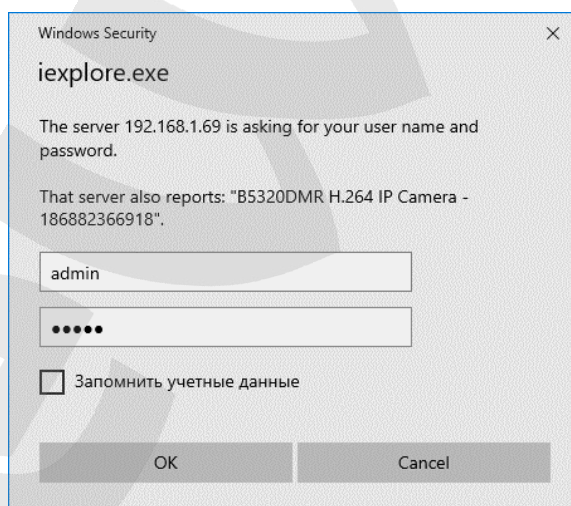 Windows Security
iexplore.exe
The server 192.168.1.69 is asking for your user name and
password.
That server also reports: "B5320DMR H.264 IP Camera -
186882366918".
admin
●●●●●
Запомнить учетные данные
OK
Cancel